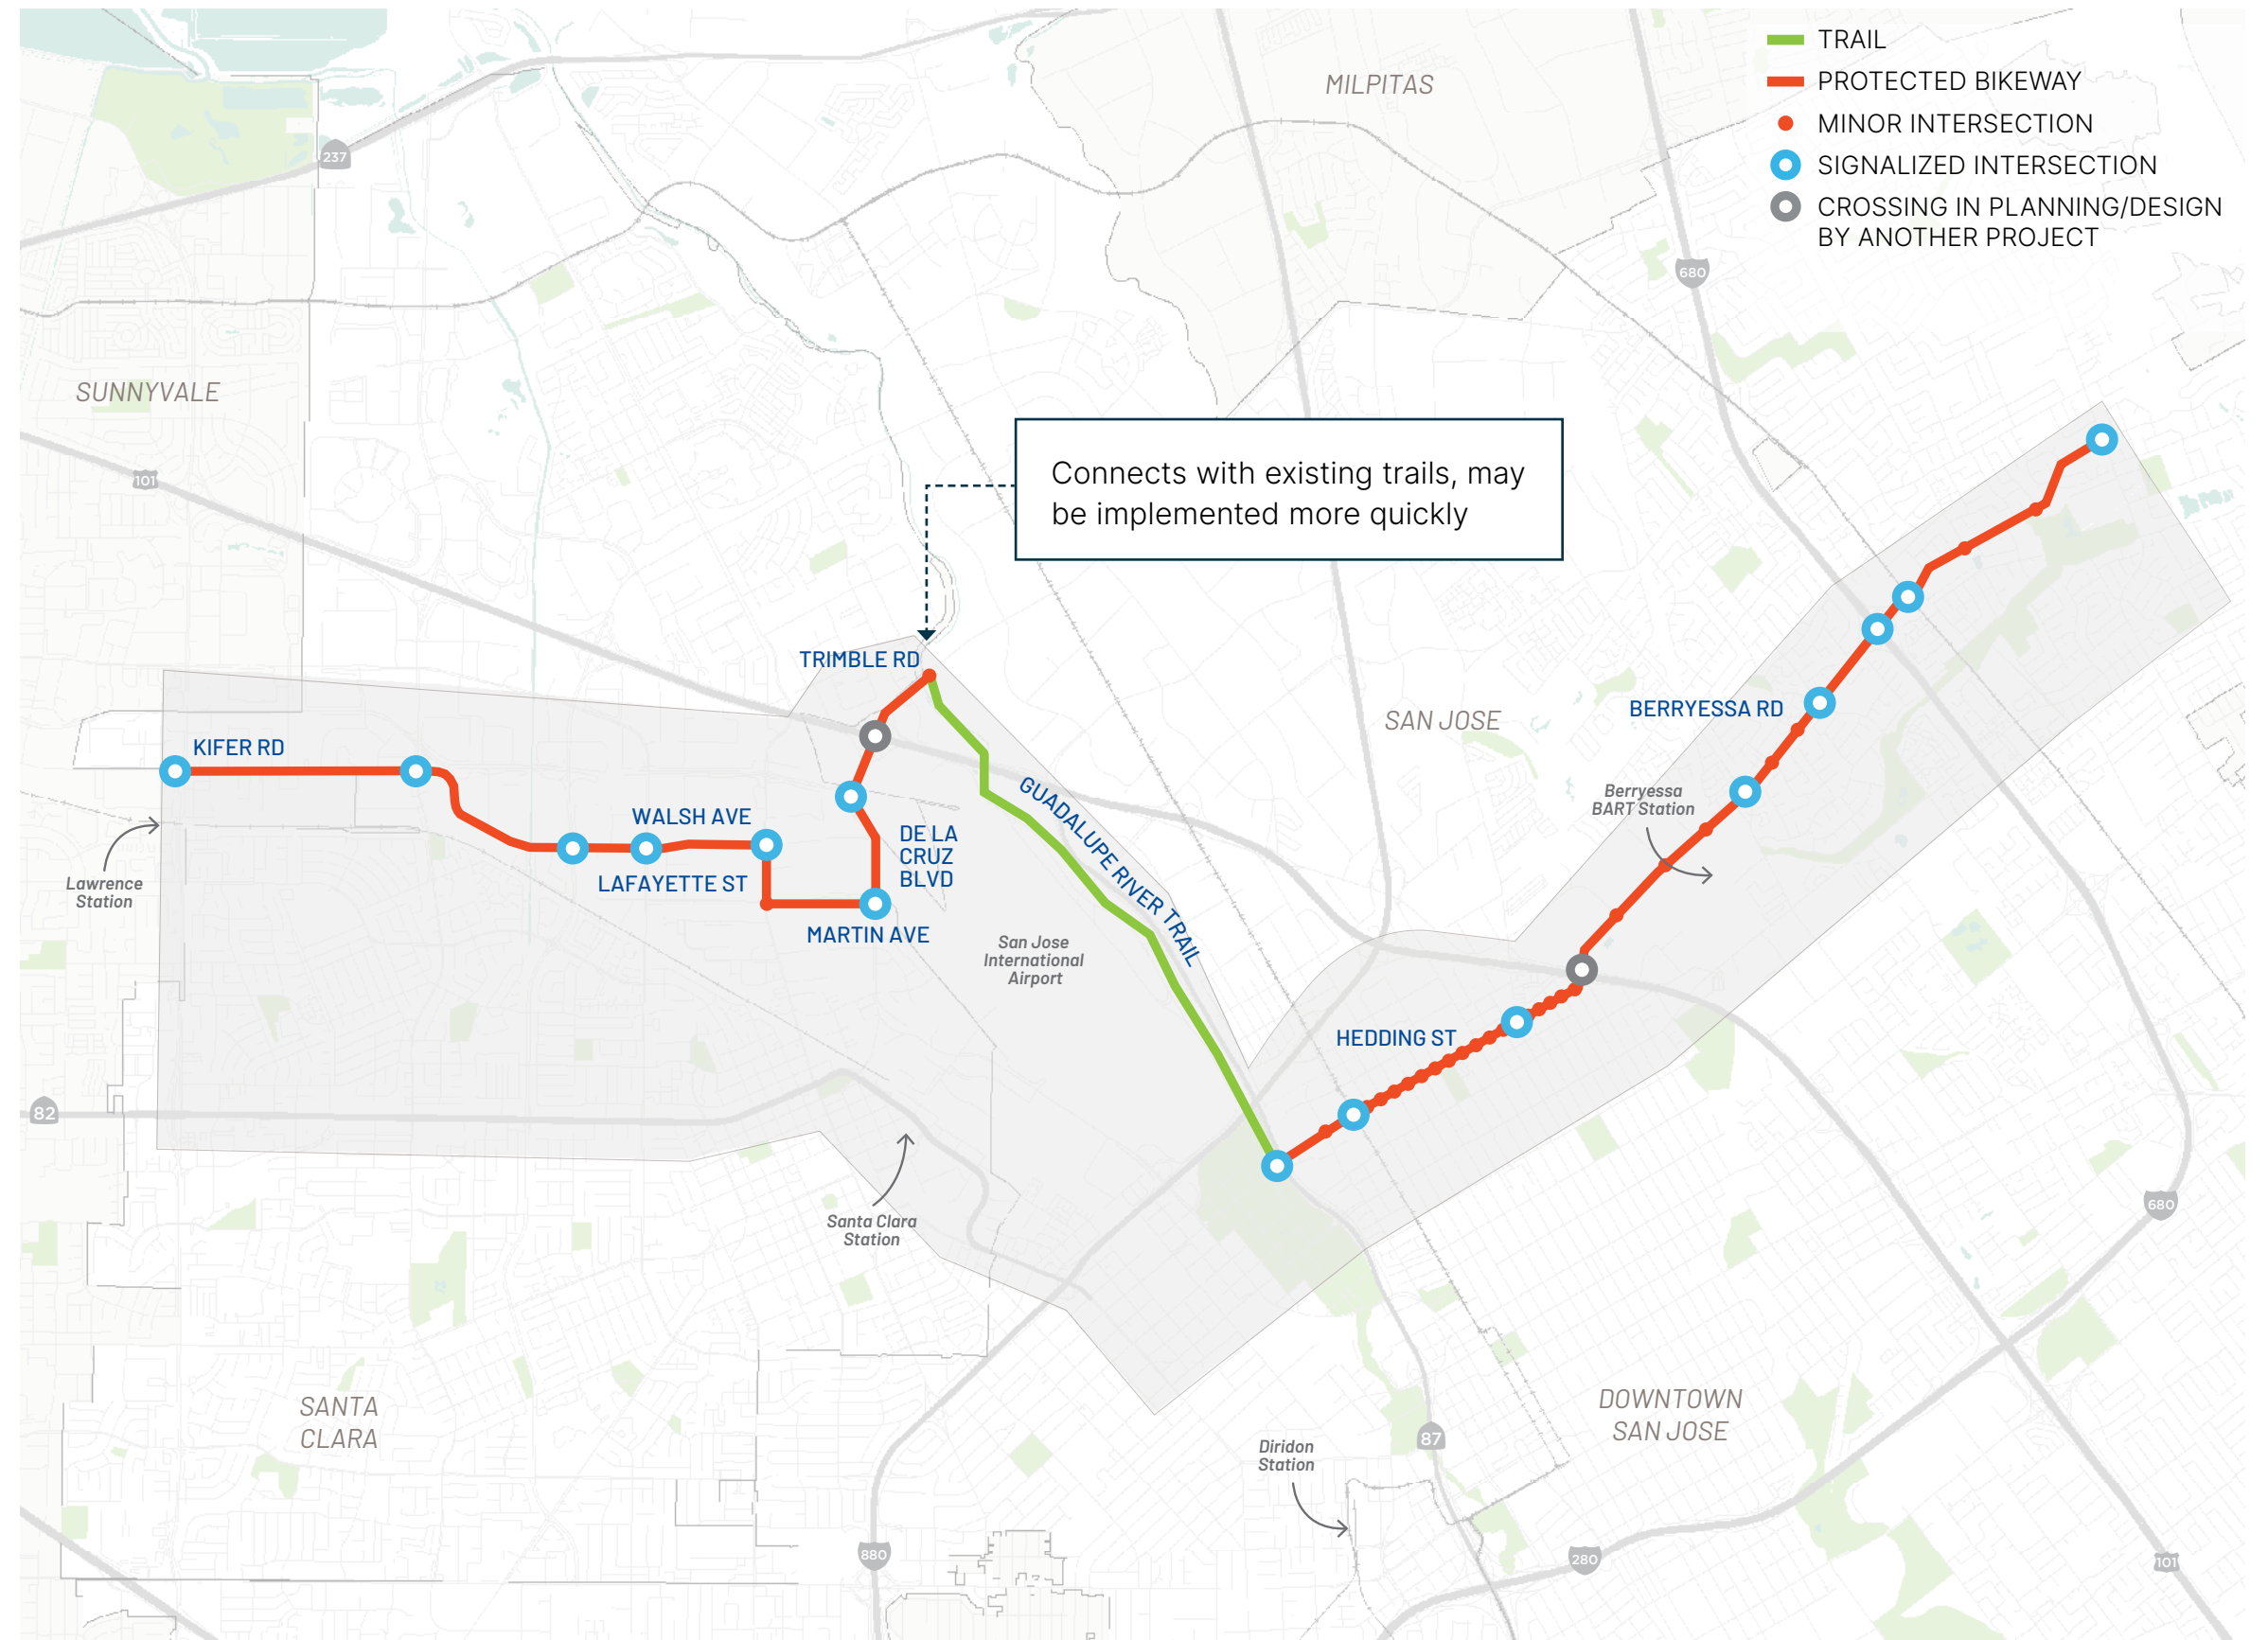 TRAIL
PROTECTED BIKEWAY
MINOR INTERSECTION
SIGNALIZED INTERSECTION
CROSSING IN PLANNING/DESIGN
BY ANOTHER PROJECT
MILPITAS
237
680
SUNNYVALE
101
Connects with existing trails, may
be implemented more quickly
TRIMBLE RD
SAN JOSE
BERRYESSA RD
KIFER RD
Berryessa
BART Station
GUADALUPE RIVER TRAIL
WALSH AVE
DE LA
CRUZ
BLVD
LAFAYETTE ST
Lawrence
Station
MARTIN AVE
San Jose
International
Airport
HEDDING ST
82
Santa Clara
Station
680
SANTA
CLARA
DOWNTOWN
SAN JOSE
87
Diridon
Station
880
280
101